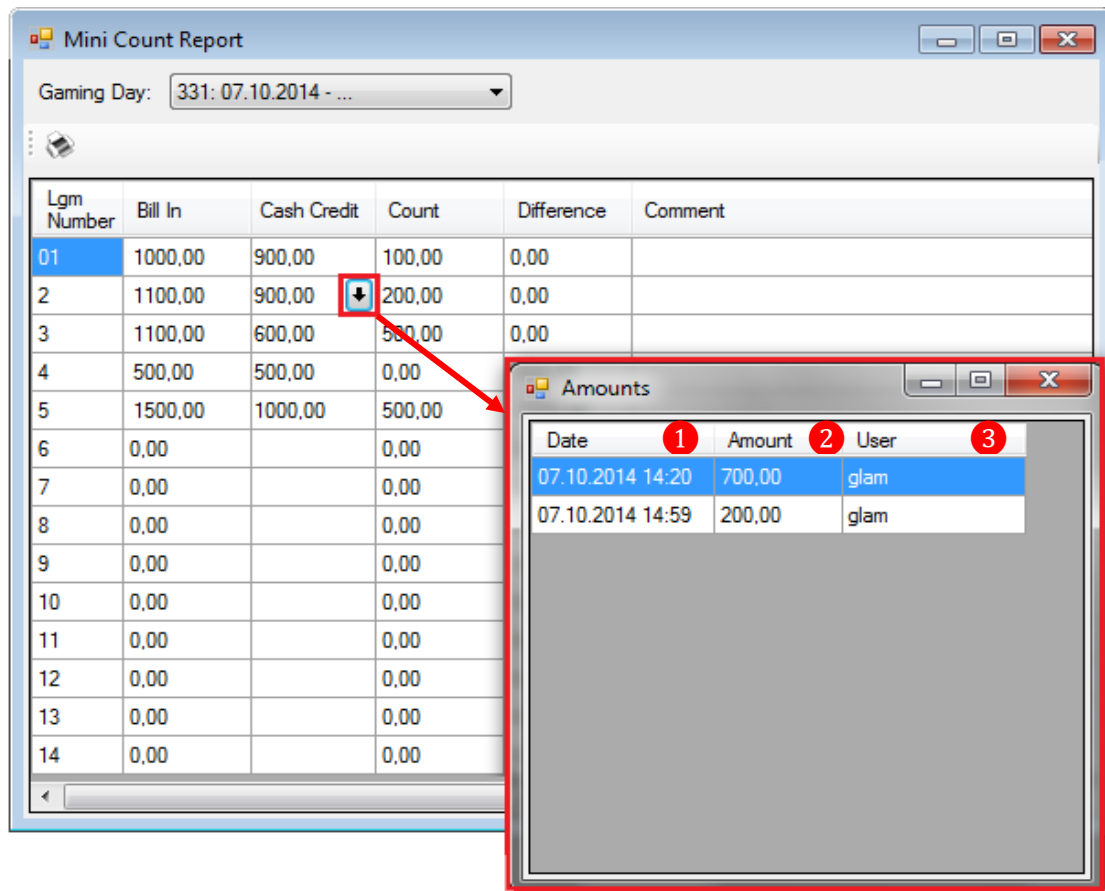 Mini Count Report
Gaming Day: 331: 07.10.2014 - ...
Lgm Number Bill In Cash Credit Count Difference Comment
01 1000,00 900,00 100,00 0,00
2 1100,00 900,00 200,00 0,00
3 1100,00 600,00 500,00 0,00
4 500,00 500,00 0,00
5 1500,00 1000,00 500,00
6 0,00 0,00
7 0,00 0,00
8 0,00 0,00
9 0,00 0,00
10 0,00 0,00
11 0,00 0,00
12 0,00 0,00
13 0,00 0,00
14 0,00 0,00
Amounts
Date 1 Amount 2 User 3
07.10.2014 14:20 700,00 glam
07.10.2014 14:59 200,00 glam